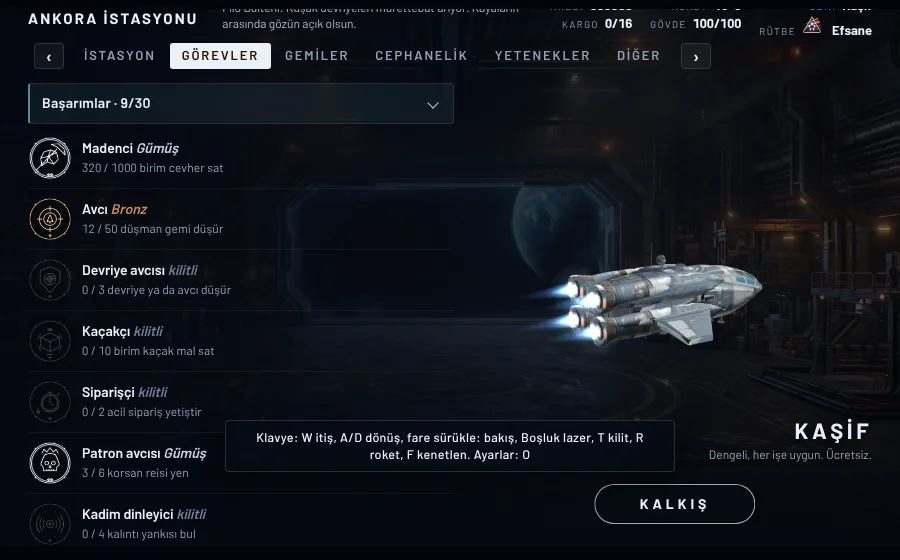 ANKORA İSTASYONU
arasında gözün açık olsun.
KARGO 0/16 GÖVDE 100/100
RÜTBE Efsane
‹ İSTASYON GÖREVLER GEMİLER CEPHANELİK YETENEKLER DİĞER ›
Başarımlar · 9/30
Madenci Gümüş
320 / 1000 birim cevher sat
Avcı Bronz
12 / 50 düşman gemi düşür
Devriye avcısı kilitli
0 / 3 devriye ya da avcı düşür
Kaçakçı kilitli
0 / 10 birim kaçak mal sat
Siparişçi kilitli
0 / 2 acil sipariş yetiştir
Patron avcısı Gümüş
3 / 6 korsan reisi yen
Kadim dinleyici kilitli
0 / 4 kalıntı yankısı bul
Klavye: W itiş, A/D dönüş, fare sürükle: bakış, Boşluk lazer, T kilit, R
roket, F kenetlen. Ayarlar: O
KAŞİF
Dengeli, her işe uygun. Ücretsiz.
KALKIŞ